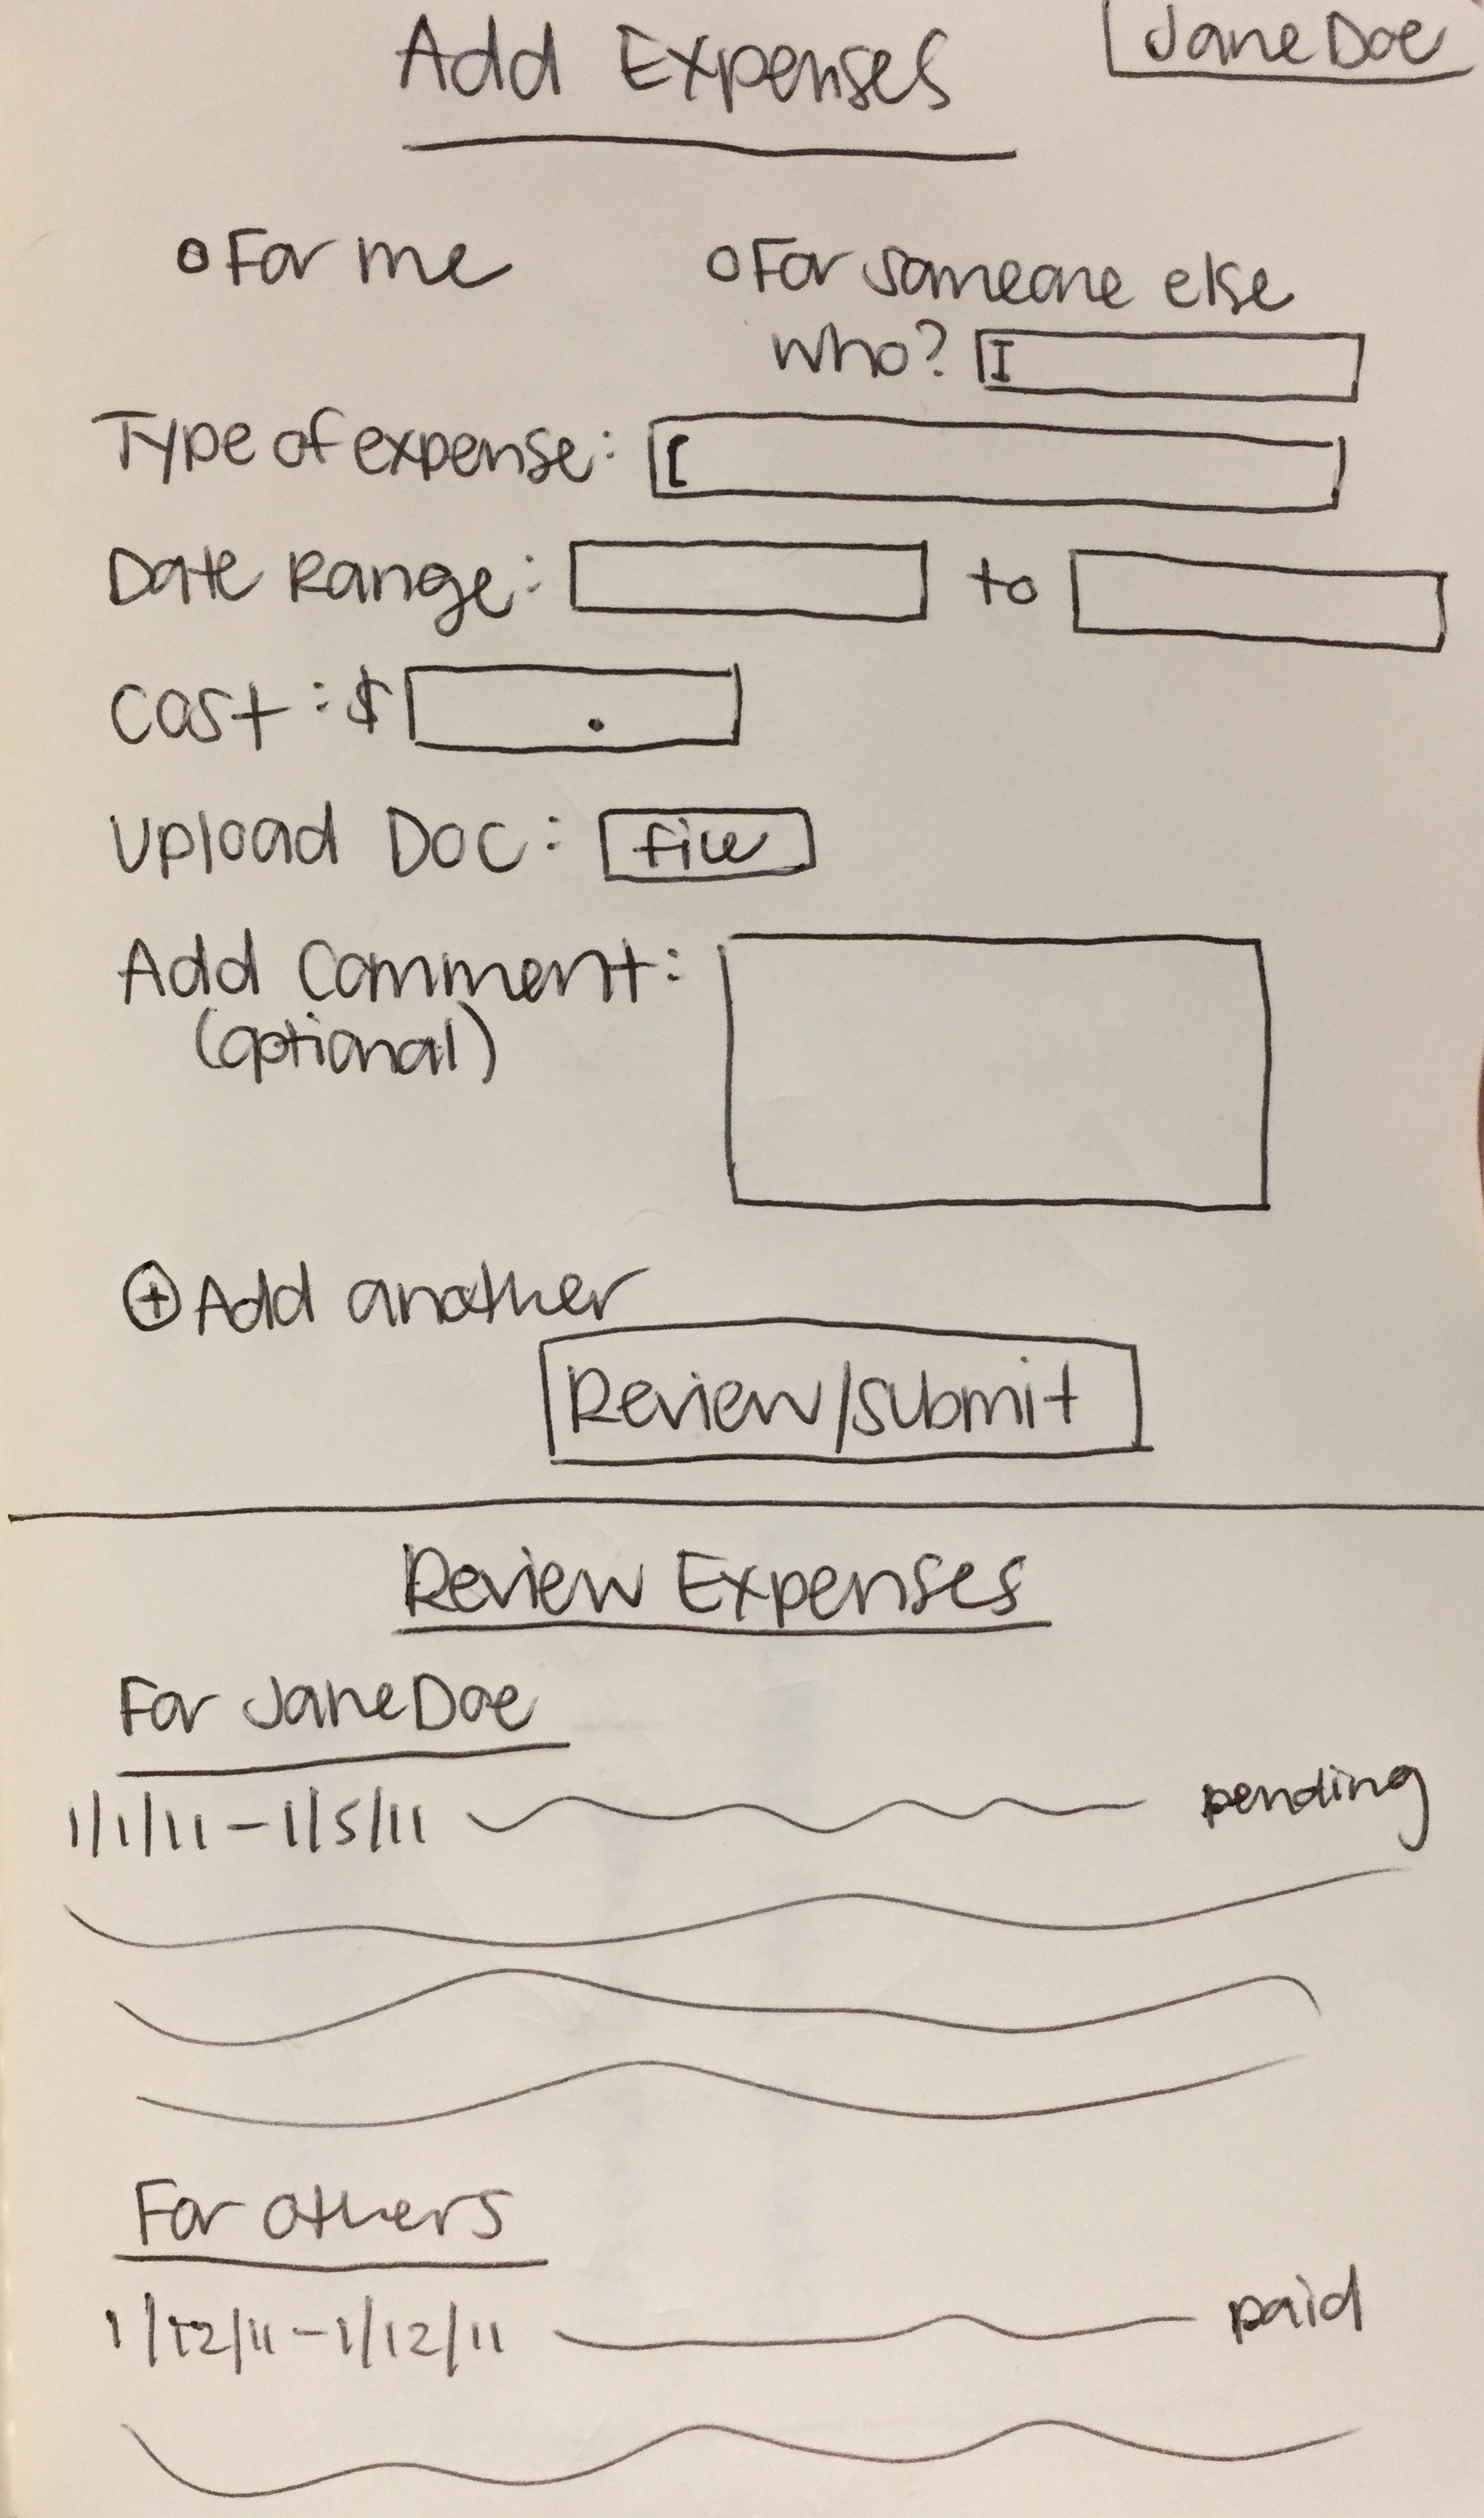 Add Expenses
Jane Doe
For me
For someone else
who?
Type of expense:
Date Range: to
Cost: $ .
Upload Doc: file
Add Comment:
(optional)
+ Add another
Review/submit
Review Expenses
For Jane Doe
1/1/11 - 1/5/11 pending
For others
1/12/11 - 1/12/11 paid